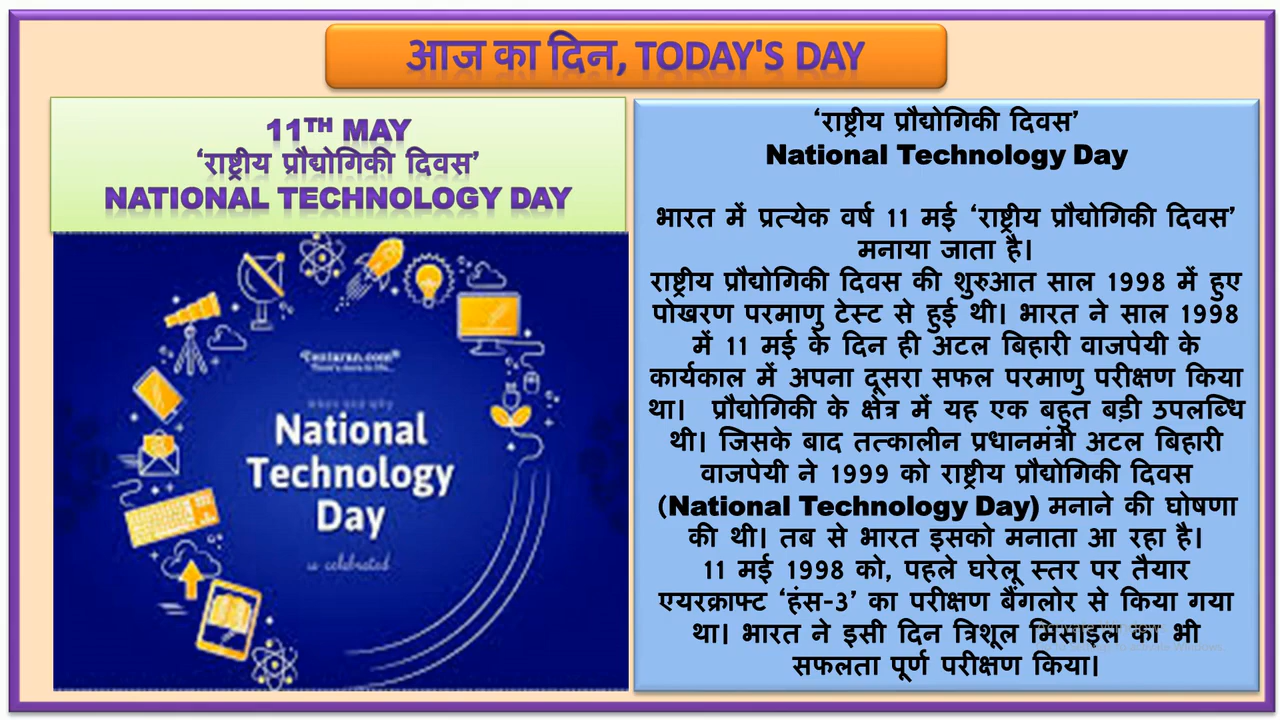 आज का दिन, TODAY'S DAY
11TH MAY
‘राष्ट्रीय प्रौद्योगिकी दिवस’
NATIONAL TECHNOLOGY DAY
National
Technology
Day
is celebrated
‘राष्ट्रीय प्रौद्योगिकी दिवस’
National Technology Day
भारत में प्रत्येक वर्ष 11 मई ‘राष्ट्रीय प्रौद्योगिकी दिवस’
मनाया जाता है।
राष्ट्रीय प्रौद्योगिकी दिवस की शुरुआत साल 1998 में हुए
पोखरण परमाणु टेस्ट से हुई थी। भारत ने साल 1998
में 11 मई के दिन ही अटल बिहारी वाजपेयी के
कार्यकाल में अपना दूसरा सफल परमाणु परीक्षण किया
था। प्रौद्योगिकी के क्षेत्र में यह एक बहुत बड़ी उपलब्धि
थी। जिसके बाद तत्कालीन प्रधानमंत्री अटल बिहारी
वाजपेयी ने 1999 को राष्ट्रीय प्रौद्योगिकी दिवस
(National Technology Day) मनाने की घोषणा
की थी। तब से भारत इसको मनाता आ रहा है।
11 मई 1998 को, पहले घरेलू स्तर पर तैयार
एयरक्राफ्ट ‘हंस-3’ का परीक्षण बैंगलोर से किया गया
था। भारत ने इसी दिन त्रिशूल मिसाइल का भी
सफलता पूर्ण परीक्षण किया।